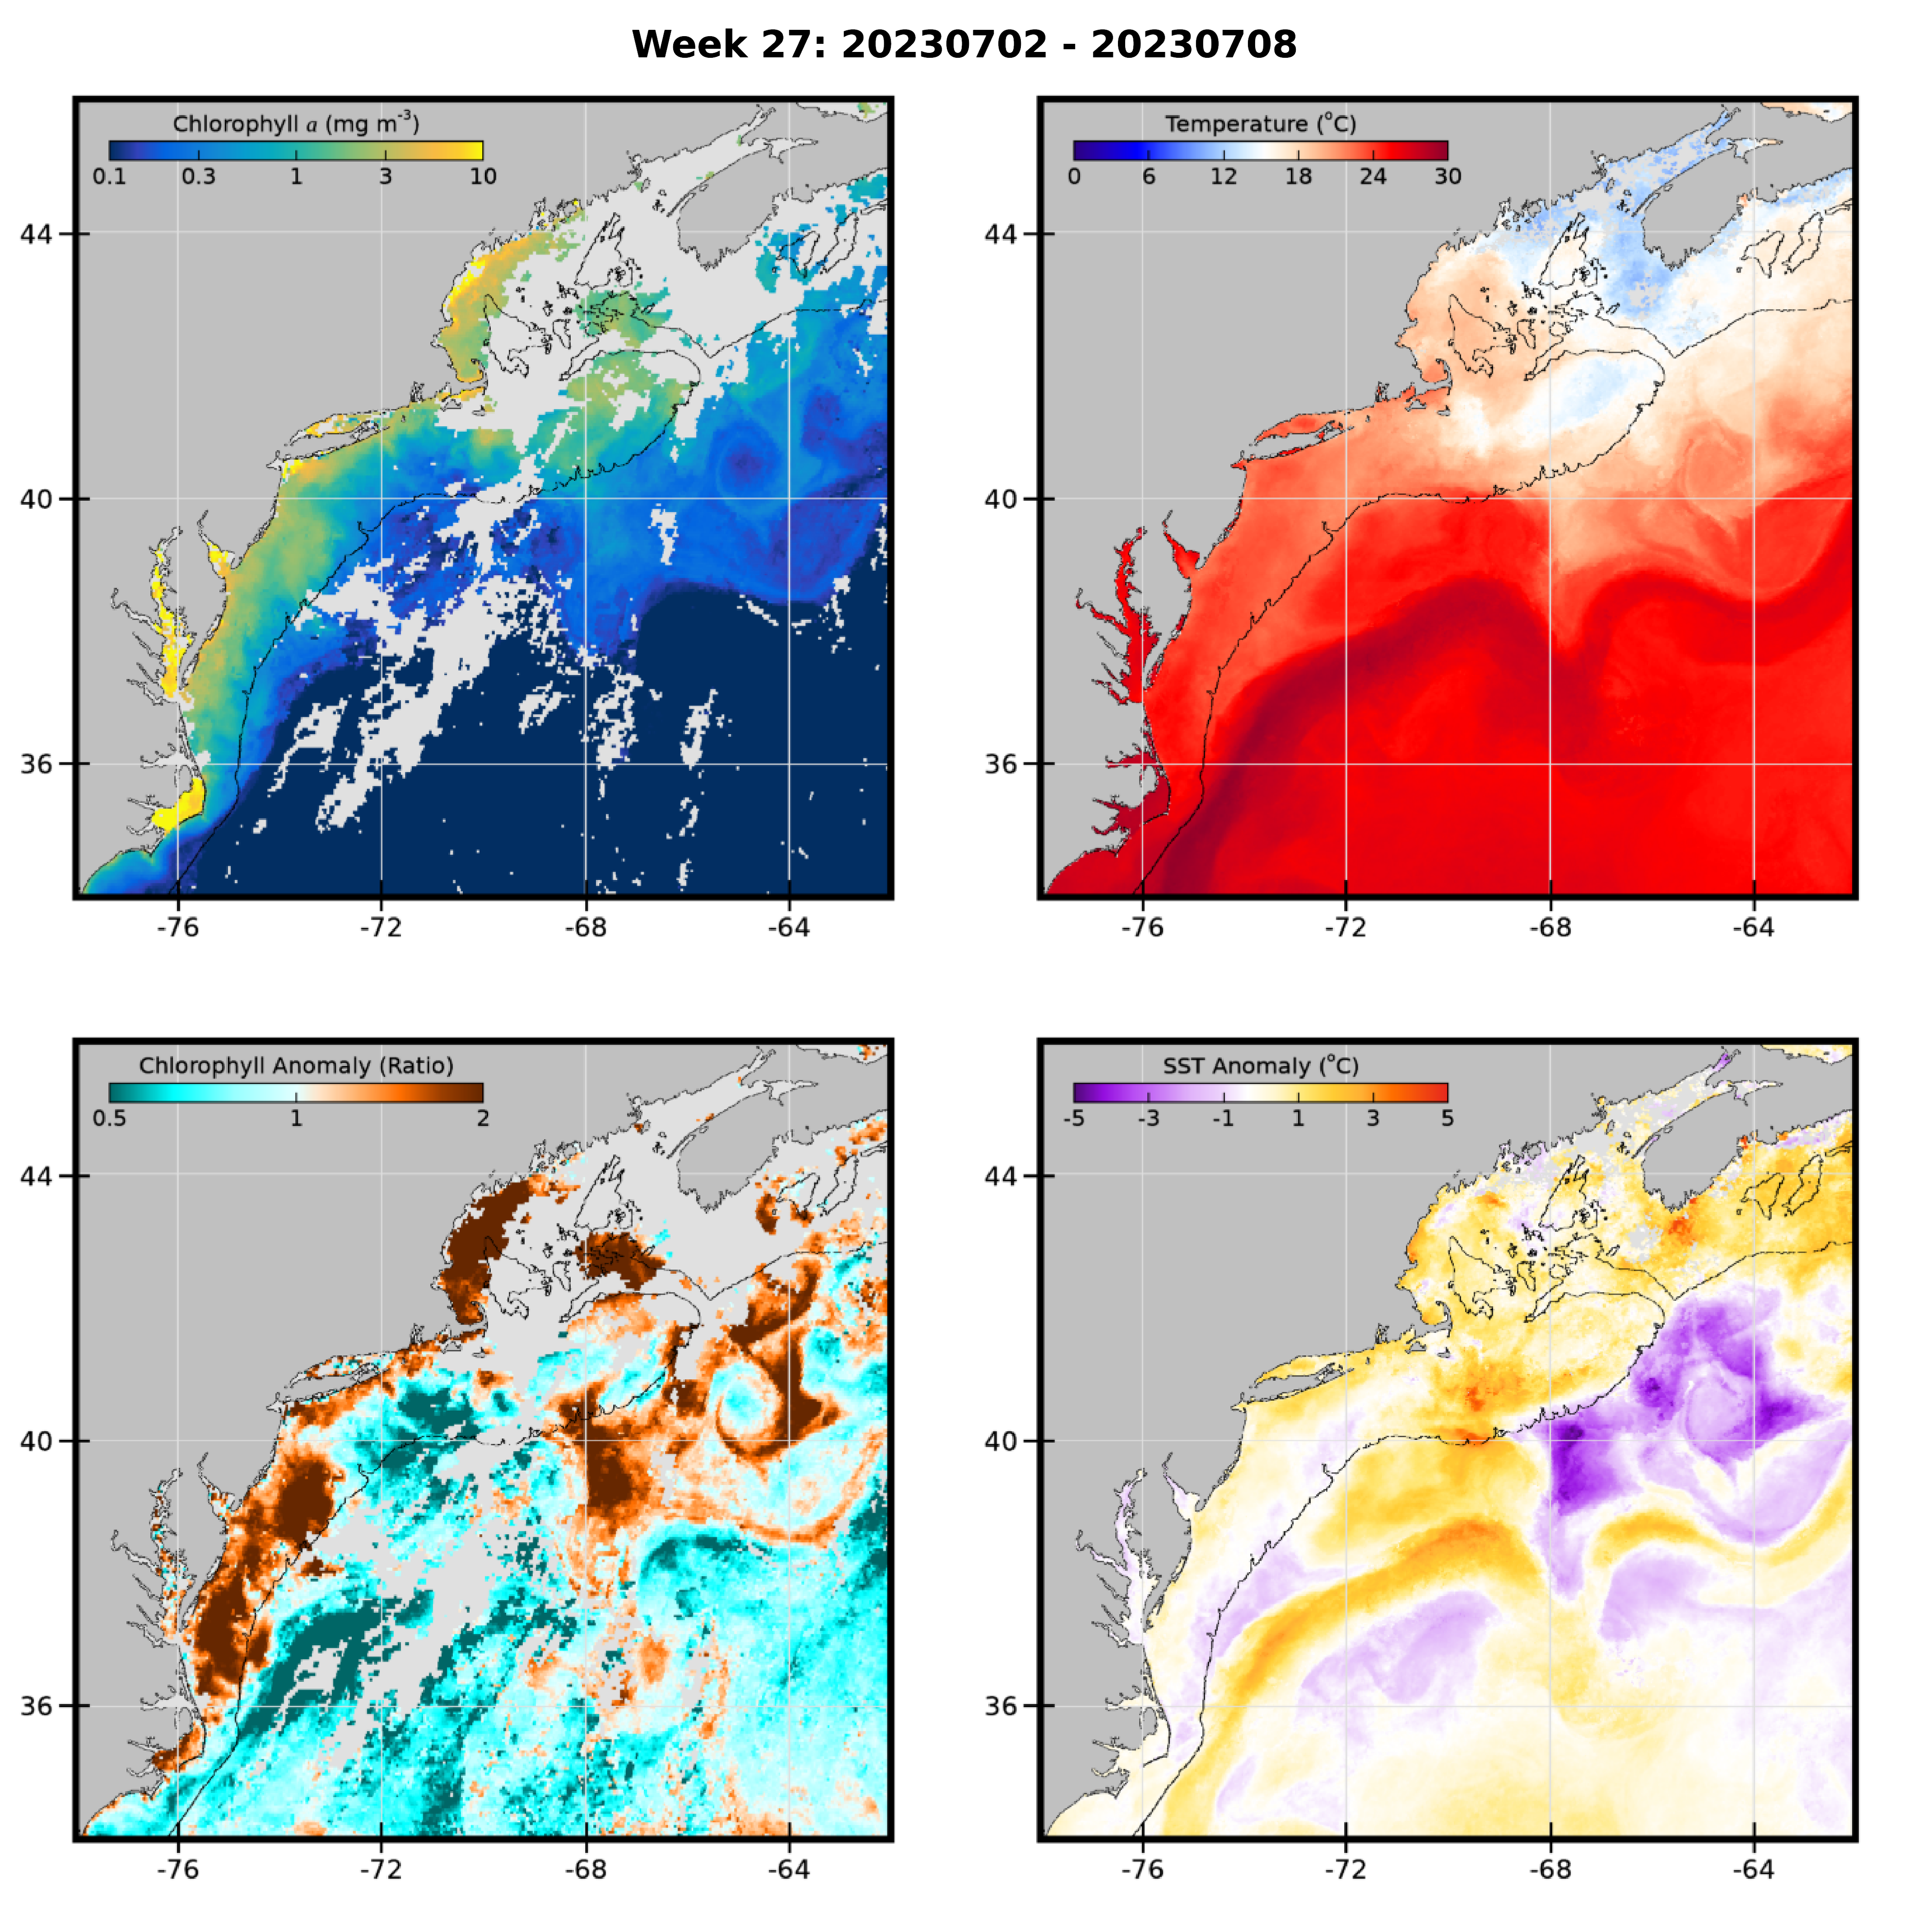 Week 27: 20230702 - 20230708
Chlorophyll a (mg m-3)
0.1 0.3 1 3 10
44
40
36
-76 -72 -68 -64
Temperature (°C)
0 6 12 18 24 30
44
40
36
-76 -72 -68 -64
Chlorophyll Anomaly (Ratio)
0.5 1 2
44
40
36
-76 -72 -68 -64
SST Anomaly (°C)
-5 -3 -1 1 3 5
44
40
36
-76 -72 -68 -64